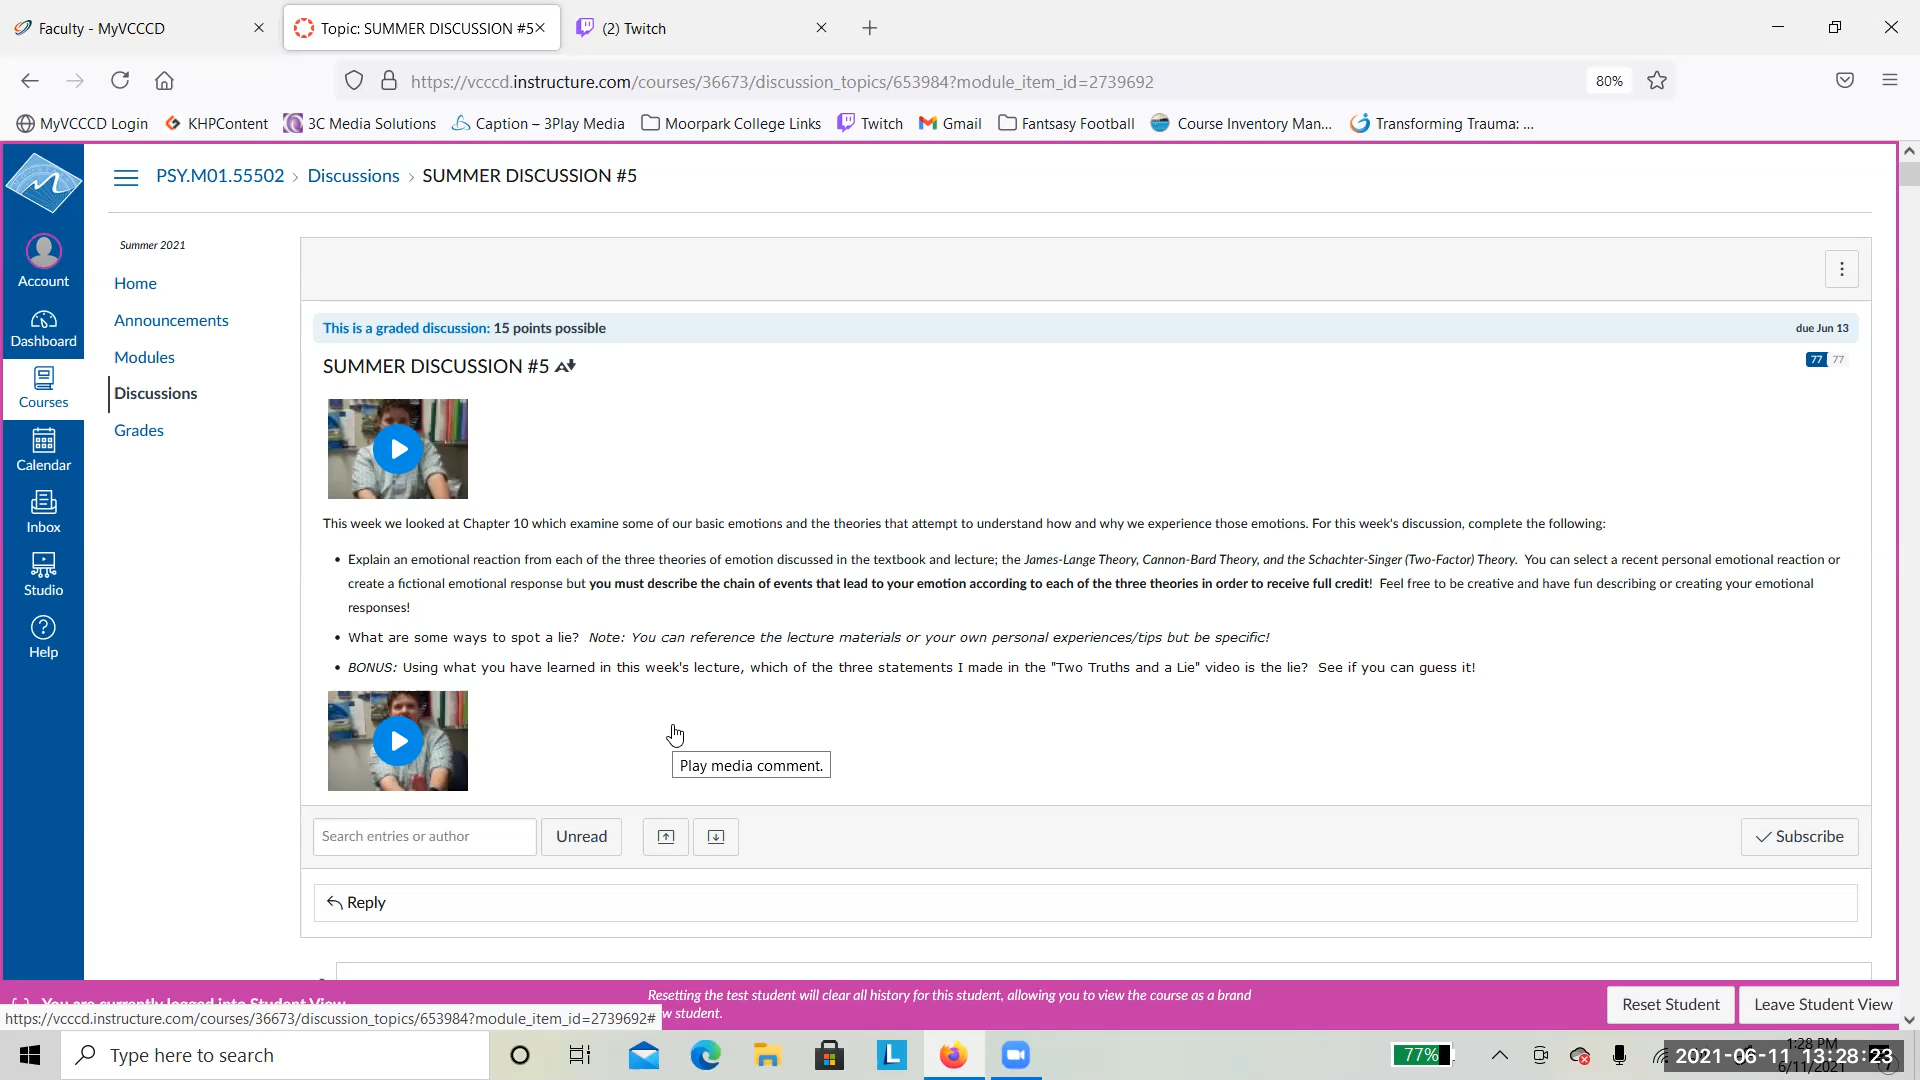 Faculty - MyVCCCD
Topic: SUMMER DISCUSSION #5
(2) Twitch
https://vcccd.instructure.com/courses/36673/discussion_topics/653984?module_item_id=2739692
80%
MyVCCCD Login
KHPContent
3C Media Solutions
Caption – 3Play Media
Moorpark College Links
Twitch
Gmail
Fantsasy Football
Course Inventory Man...
Transforming Trauma: ...
PSY.M01.55502 › Discussions › SUMMER DISCUSSION #5
Account
Dashboard
Courses
Calendar
Inbox
Studio
Help
Summer 2021
Home
Announcements
Modules
Discussions
Grades
This is a graded discussion: 15 points possible
due Jun 13
SUMMER DISCUSSION #5
77 77
This week we looked at Chapter 10 which examine some of our basic emotions and the theories that attempt to understand how and why we experience those emotions. For this week's discussion, complete the following:
• Explain an emotional reaction from each of the three theories of emotion discussed in the textbook and lecture; the James-Lange Theory, Cannon-Bard Theory, and the Schachter-Singer (Two-Factor) Theory. You can select a recent personal emotional reaction or
create a fictional emotional response but you must describe the chain of events that lead to your emotion according to each of the three theories in order to receive full credit! Feel free to be creative and have fun describing or creating your emotional
responses!
• What are some ways to spot a lie? Note: You can reference the lecture materials or your own personal experiences/tips but be specific!
• BONUS: Using what you have learned in this week's lecture, which of the three statements I made in the "Two Truths and a Lie" video is the lie? See if you can guess it!
Play media comment.
Search entries or author
Unread
Subscribe
Reply
You are currently logged into Student View
Resetting the test student will clear all history for this student, allowing you to view the course as a brand
w student.
Reset Student
Leave Student View
https://vcccd.instructure.com/courses/36673/discussion_topics/653984?module_item_id=2739692#
Type here to search
L
77%
1:28 PM
2021-06-11 13:28:23